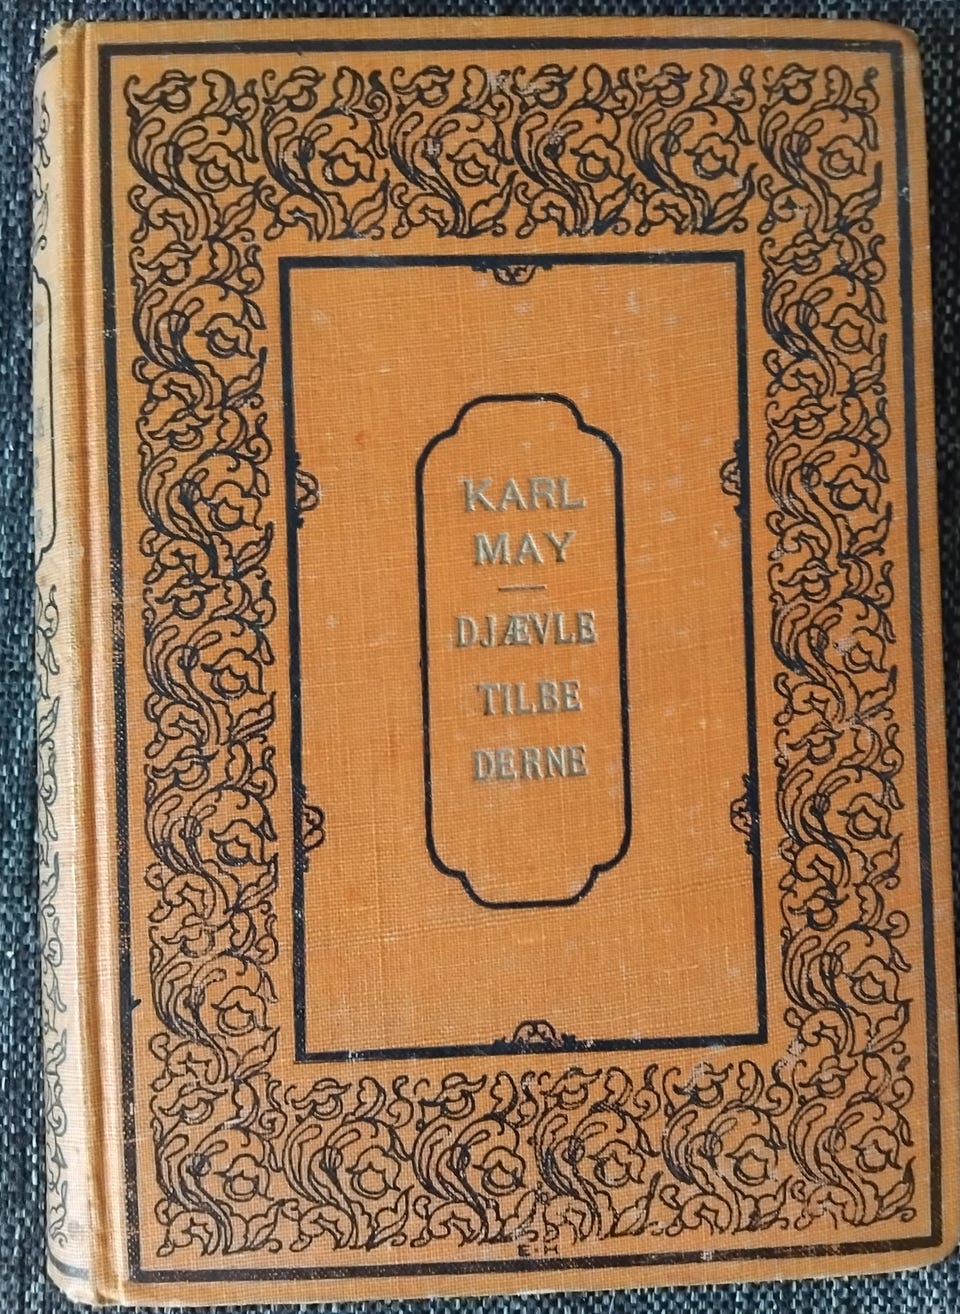 KARL
MAY
DJÆVLE
TILBE
DERNE
E·H